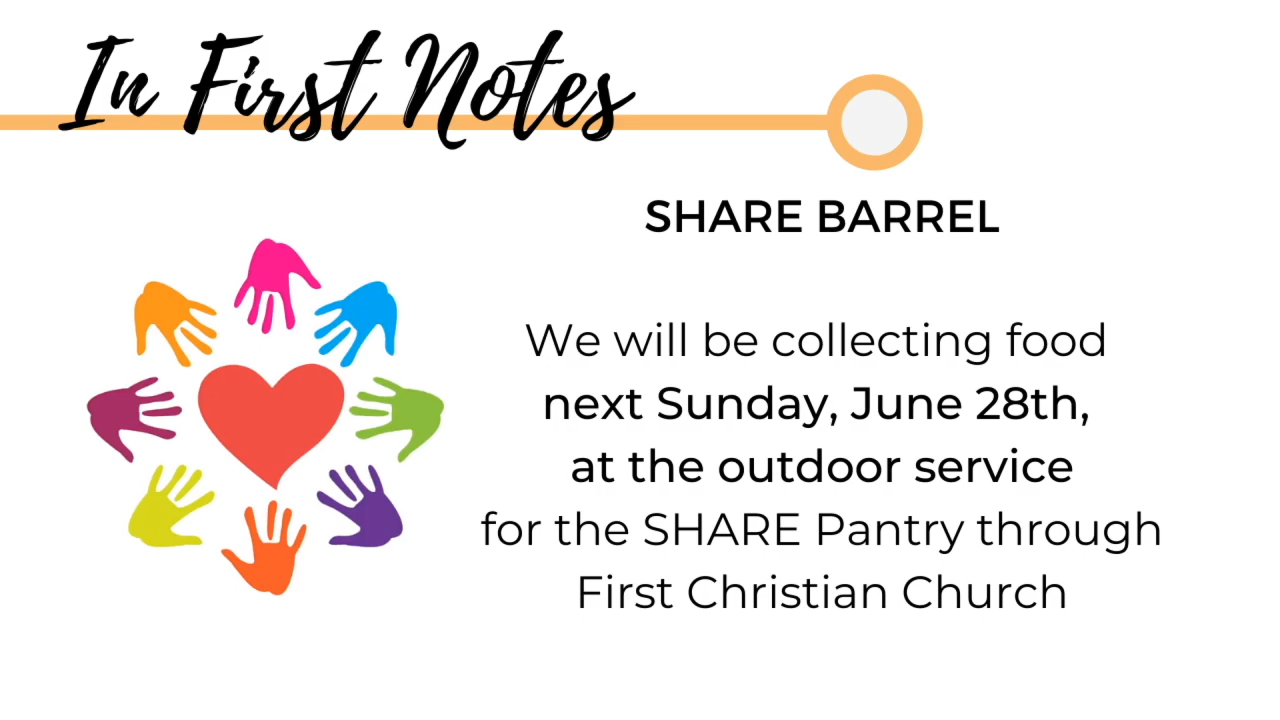 In First Notes
SHARE BARREL
We will be collecting food
next Sunday, June 28th,
at the outdoor service
for the SHARE Pantry through
First Christian Church